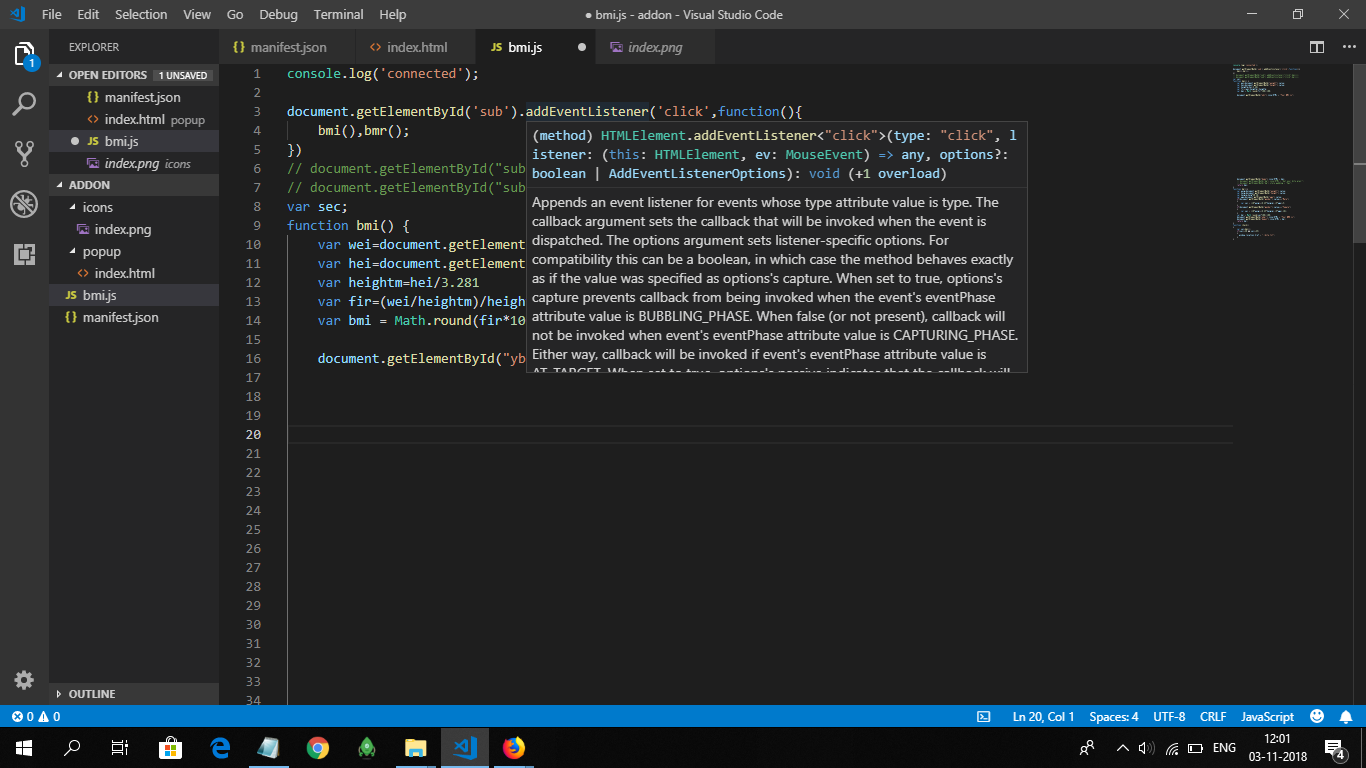 File Edit Selection View Go Debug Terminal Help
● bmi.js - addon - Visual Studio Code
EXPLORER
OPEN EDITORS 1 UNSAVED
{} manifest.json
<> index.html popup
JS bmi.js
index.png icons
ADDON
icons
index.png
popup
<> index.html
JS bmi.js
{} manifest.json
OUTLINE
1
{} manifest.json <> index.html JS bmi.js ● index.png
1 console.log('connected');
2
3 document.getElementById('sub').addEventListener('click',function(){
4 bmi(),bmr();
5 })
6 // document.getElementById("sub
7 // document.getElementById("sub
8 var sec;
9 function bmi() {
10 var wei=document.getElement
11 var hei=document.getElement
12 var heightm=hei/3.281
13 var fir=(wei/heightm)/heigh
14 var bmi = Math.round(fir*10
15
16 document.getElementById("yb
17
18
19
20
21
22
23
24
25
26
27
28
29
30
31
32
33
34
(method) HTMLElement.addEventListener<"click">(type: "click", l
istener: (this: HTMLElement, ev: MouseEvent) => any, options?:
boolean | AddEventListenerOptions): void (+1 overload)
Appends an event listener for events whose type attribute value is type. The
callback argument sets the callback that will be invoked when the event is
dispatched. The options argument sets listener-specific options. For
compatibility this can be a boolean, in which case the method behaves exactly
as if the value was specified as options's capture. When set to true, options's
capture prevents callback from being invoked when the event's eventPhase
attribute value is BUBBLING_PHASE. When false (or not present), callback will
not be invoked when event's eventPhase attribute value is CAPTURING_PHASE.
Either way, callback will be invoked if event's eventPhase attribute value is
AT_TARGET. When set to true, options's passive indicates that the callback will
0 0
Ln 20, Col 1 Spaces: 4 UTF-8 CRLF JavaScript
ENG
12:01
03-11-2018
4